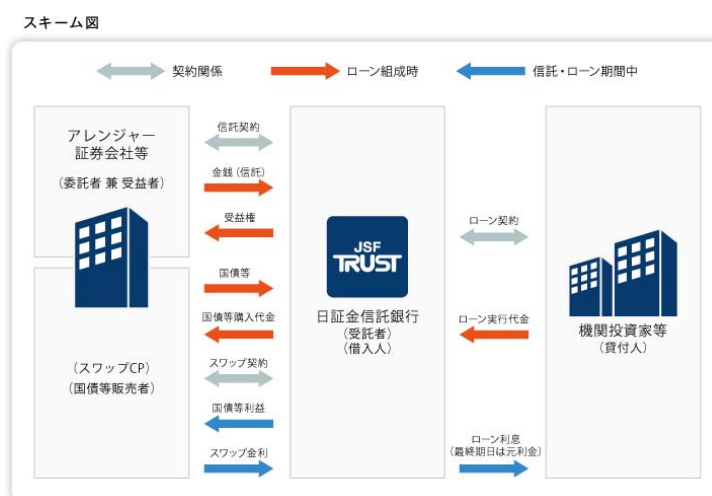 スキーム図
契約関係
ローン組成時
信託・ローン期間中
アレンジャー
証券会社等
(委託者 兼 受益者)
(スワップCP)
(国債等販売者)
信託契約
金銭(信託)
受益権
国債等
国債等購入代金
スワップ契約
国債等利益
スワップ金利
JSF
TRUST
日証金信託銀行
(受託者)
(借入人)
ローン契約
ローン実行代金
ローン利息
(最終期日は元利金)
機関投資家等
(貸付人)